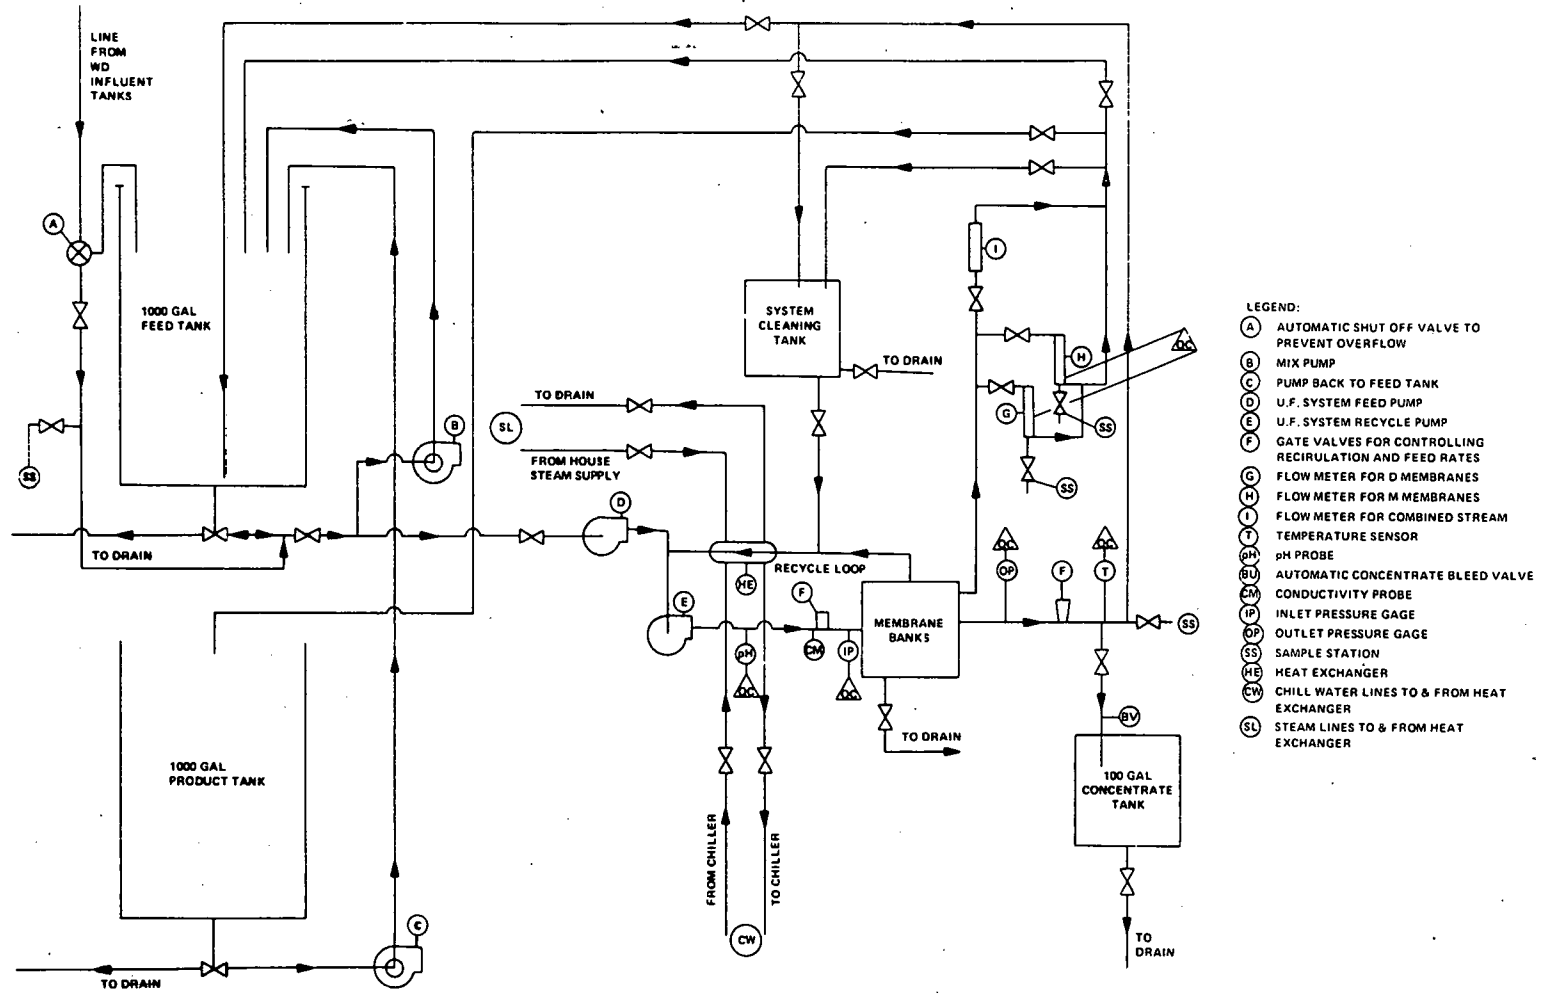 LINE
FROM
WD
INFLUENT
TANKS
A
1000 GAL
FEED TANK
SS
TO DRAIN
B
SL
TO DRAIN
FROM HOUSE
STEAM SUPPLY
D
SYSTEM
CLEANING
TANK
TO DRAIN
I
H
G
SS
SS
QC
HE
RECYCLE LOOP
E
F
pH
QC
CM
IP
QC
MEMBRANE
BANKS
TO DRAIN
QC
OP
F
QC
T
SS
BV
100 GAL
CONCENTRATE
TANK
TO
DRAIN
FROM CHILLER
TO CHILLER
CW
1000 GAL
PRODUCT TANK
C
TO DRAIN
LEGEND:
A AUTOMATIC SHUT OFF VALVE TO
PREVENT OVERFLOW
B MIX PUMP
C PUMP BACK TO FEED TANK
D U.F. SYSTEM FEED PUMP
E U.F. SYSTEM RECYCLE PUMP
F GATE VALVES FOR CONTROLLING
RECIRULATION AND FEED RATES
G FLOW METER FOR D MEMBRANES
H FLOW METER FOR M MEMBRANES
I FLOW METER FOR COMBINED STREAM
T TEMPERATURE SENSOR
pH pH PROBE
BU AUTOMATIC CONCENTRATE BLEED VALVE
CM CONDUCTIVITY PROBE
IP INLET PRESSURE GAGE
OP OUTLET PRESSURE GAGE
SS SAMPLE STATION
HE HEAT EXCHANGER
CW CHILL WATER LINES TO & FROM HEAT
EXCHANGER
SL STEAM LINES TO & FROM HEAT
EXCHANGER